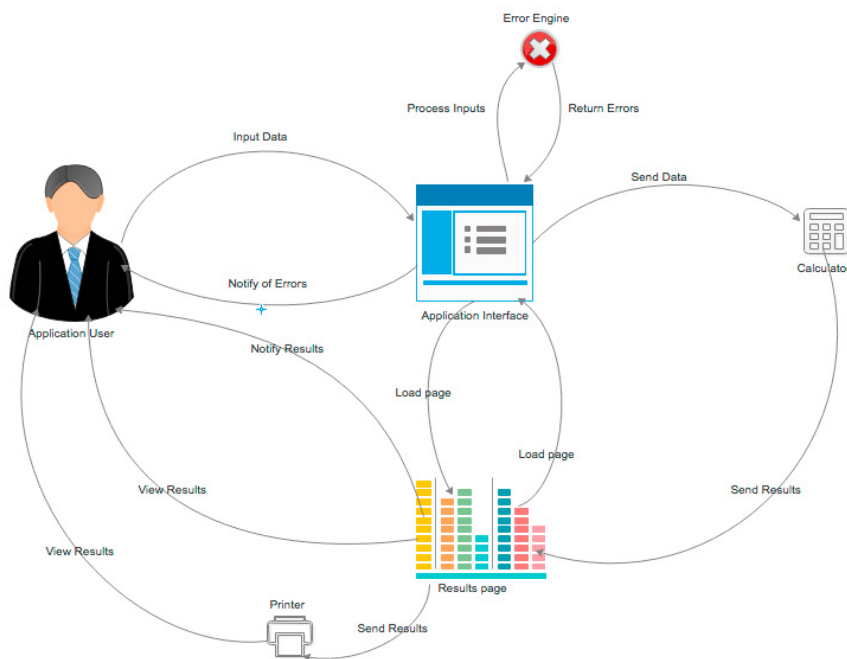 Error Engine
Process Inputs
Return Errors
Input Data
Send Data
Notify of Errors
Calculator
Application Interface
Application User
Notify Results
Load page
Load page
View Results
Send Results
View Results
Results page
Printer
Send Results